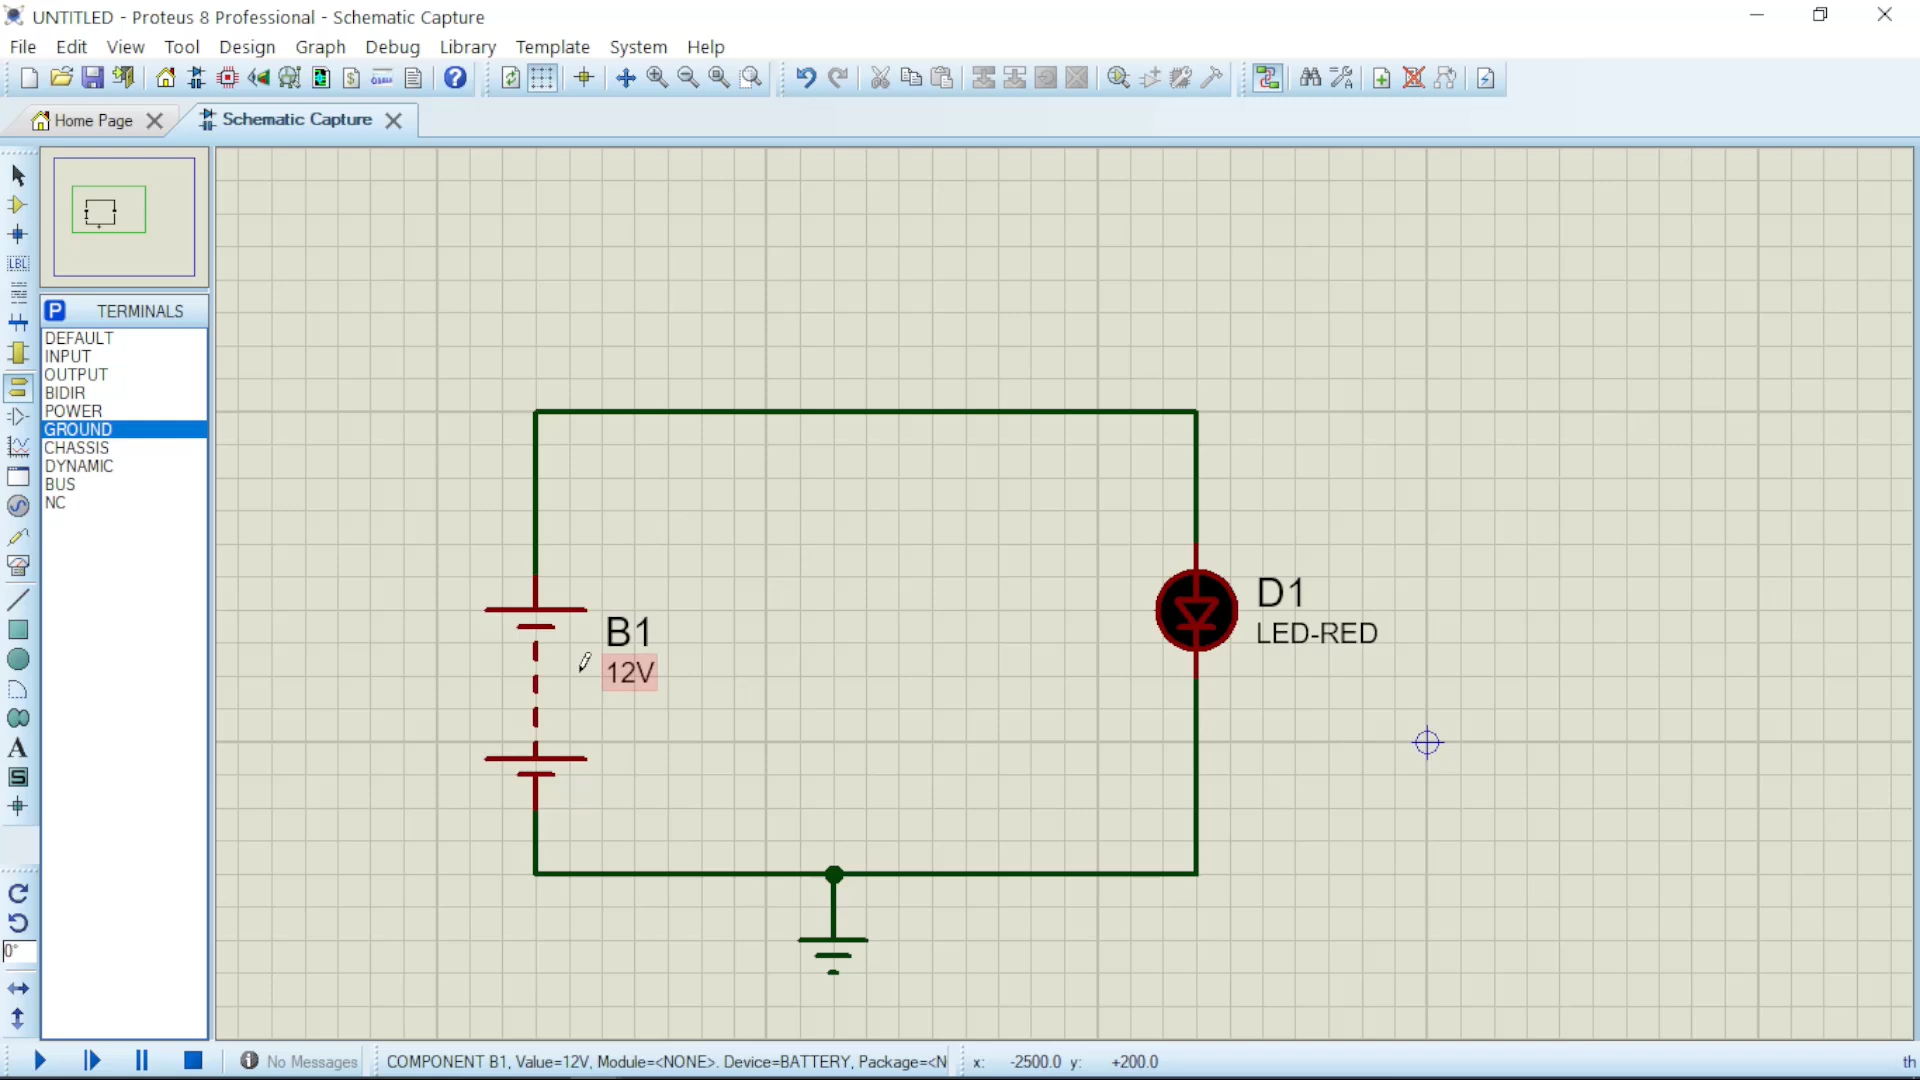 UNTITLED - Proteus 8 Professional - Schematic Capture
File Edit View Tool Design Graph Debug Library Template System Help
Home Page
Schematic Capture
LBL
P TERMINALS
DEFAULT
INPUT
OUTPUT
BIDIR
POWER
GROUND
CHASSIS
DYNAMIC
BUS
NC
A
S
0°
B1
12V
D1
LED-RED
No Messages
COMPONENT B1, Value=12V, Module=<NONE>. Device=BATTERY, Package=<N
x: -2500.0 y: +200.0
th